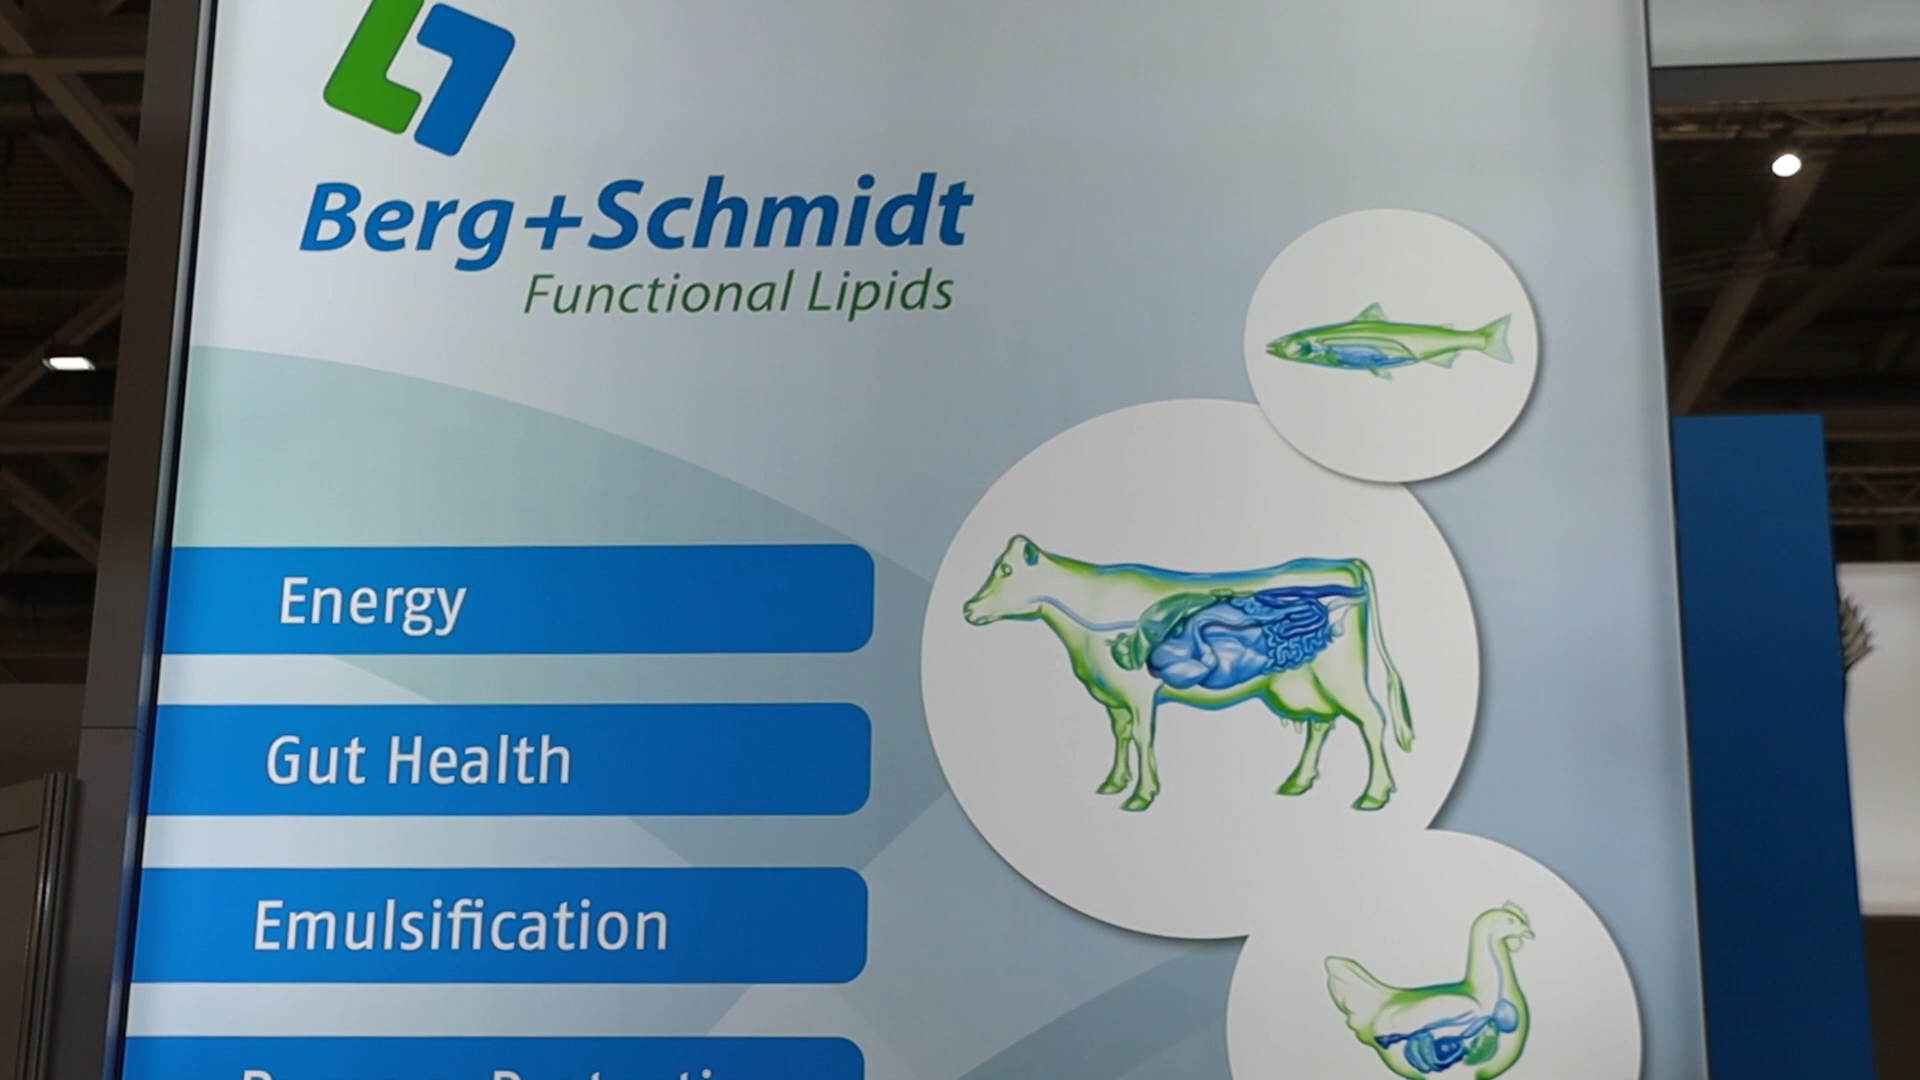 Berg+Schmidt
Functional Lipids
Energy
Gut Health
Emulsification